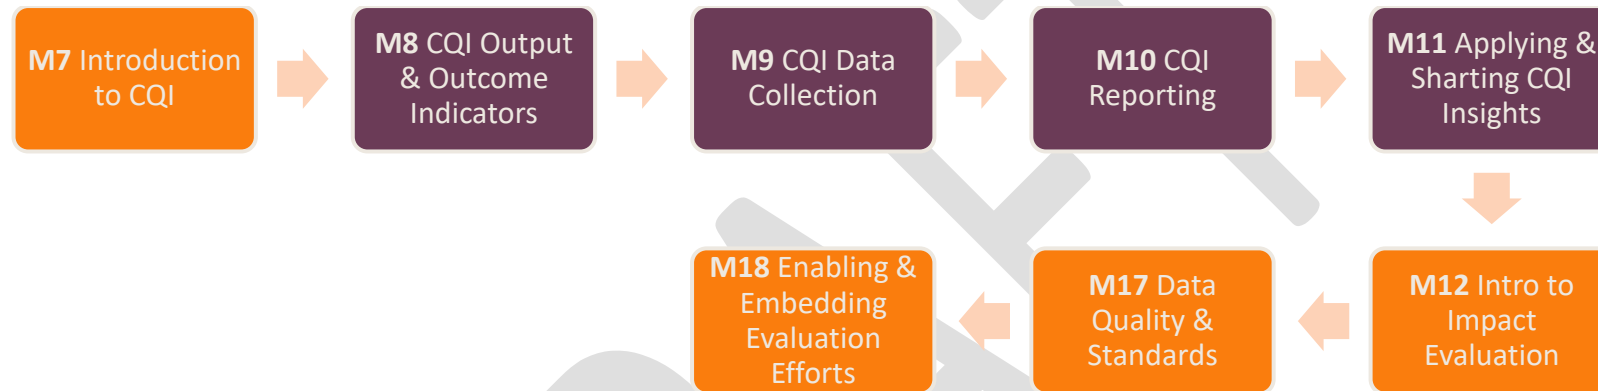 M7 Introduction
to CQI
M8 CQI Output
& Outcome
Indicators
M9 CQI Data
Collection
M10 CQI
Reporting
M11 Applying &
Sharting CQI
Insights
M18 Enabling &
Embedding
Evaluation
Efforts
M17 Data
Quality &
Standards
M12 Intro to
Impact
Evaluation